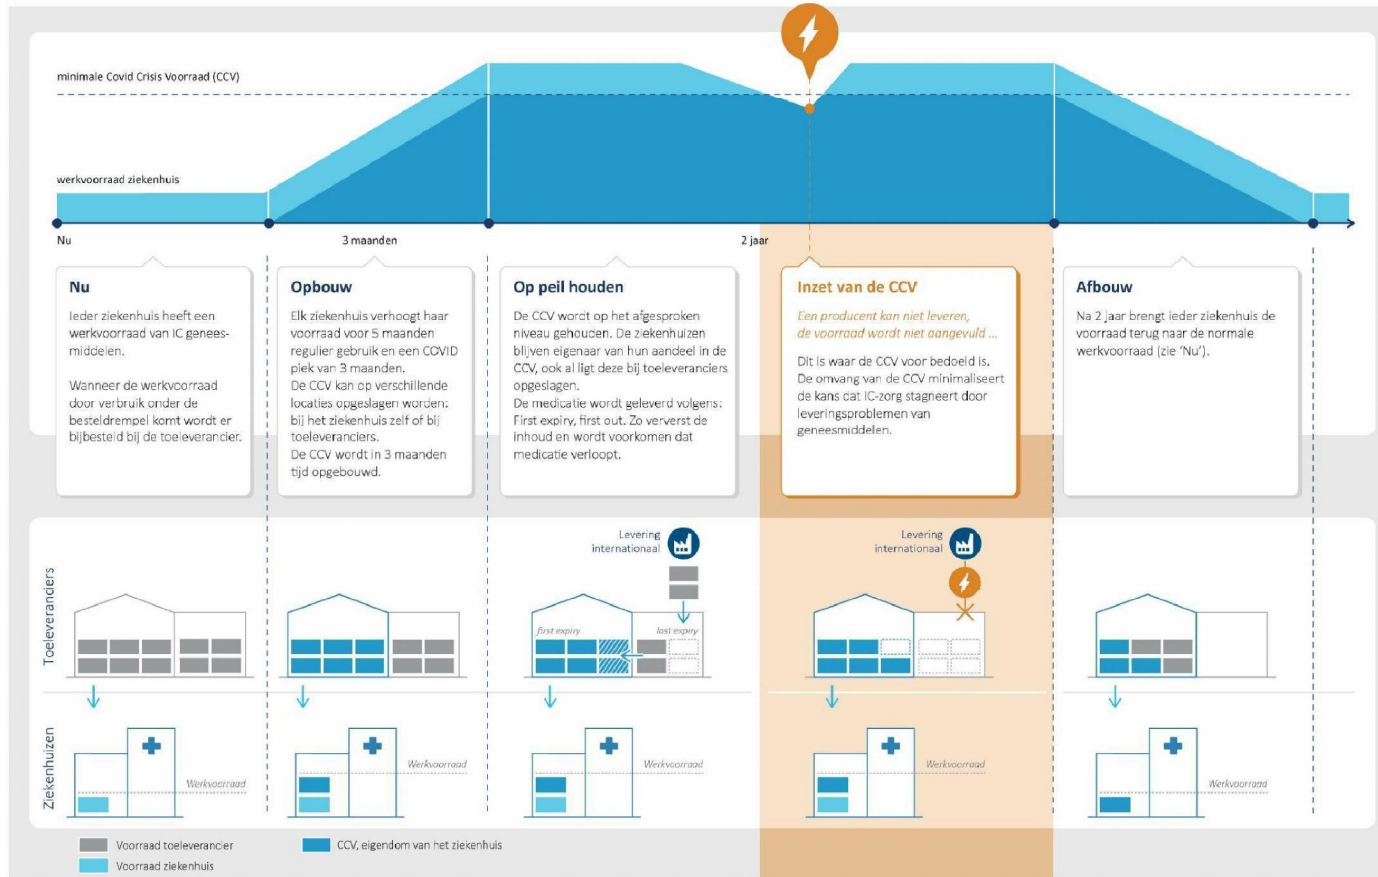 minimale Covid Crisis Voorraad (CCV)
werkvoorraad ziekenhuis
Nu
3 maanden
2 jaar
Nu
Ieder ziekenhuis heeft een
werkvoorraad van IC genees-
middelen.
Wanneer de werkvoorraad
door verbruik onder de
besteldrempel komt wordt er
bijbesteld bij de toeleverancier.
Opbouw
Elk ziekenhuis verhoogt haar
voorraad voor 5 maanden
regulier gebruik en een COVID
piek van 3 maanden.
De CCV kan op verschillende
locaties opgeslagen worden:
bij het ziekenhuis zelf of bij
toeleveranciers.
De CCV wordt in 3 maanden
tijd opgebouwd.
Op peil houden
De CCV wordt op het afgesproken
niveau gehouden. De ziekenhuizen
blijven eigenaar van hun aandeel in de
CCV, ook al ligt deze bij toeleveranciers
opgeslagen.
De medicatie wordt geleverd volgens:
First expiry, first out. Zo ververst de
inhoud en wordt voorkomen dat
medicatie verloopt.
Inzet van de CCV
Een producent kan niet leveren,
de voorraad wordt niet aangevuld ...
Dit is waar de CCV voor bedoeld is.
De omvang van de CCV minimaliseert
de kans dat IC-zorg stagneert door
leveringsproblemen van
geneesmiddelen.
Afbouw
Na 2 jaar brengt ieder ziekenhuis de
voorraad terug naar de normale
werkvoorraad (zie 'Nu').
Toeleveranciers
Levering
internationaal
first expiry
last expiry
Levering
internationaal
Ziekenhuizen
Werkvoorraad
Werkvoorraad
Werkvoorraad
Werkvoorraad
Werkvoorraad
Voorraad toeleverancier
CCV, eigendom van het ziekenhuis
Voorraad ziekenhuis